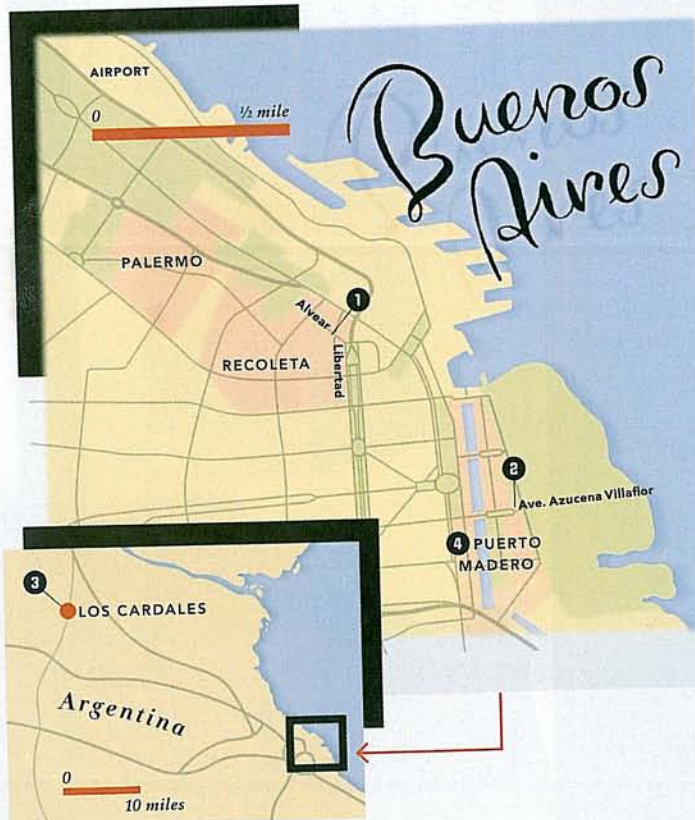 Buenos
Aires
AIRPORT
0 ½ mile
PALERMO
1
Alvear
RECOLETA
Libertad
2
Ave. Azucena Villaflor
4 PUERTO
MADERO
3
LOS CARDALES
Argentina
0
10 miles